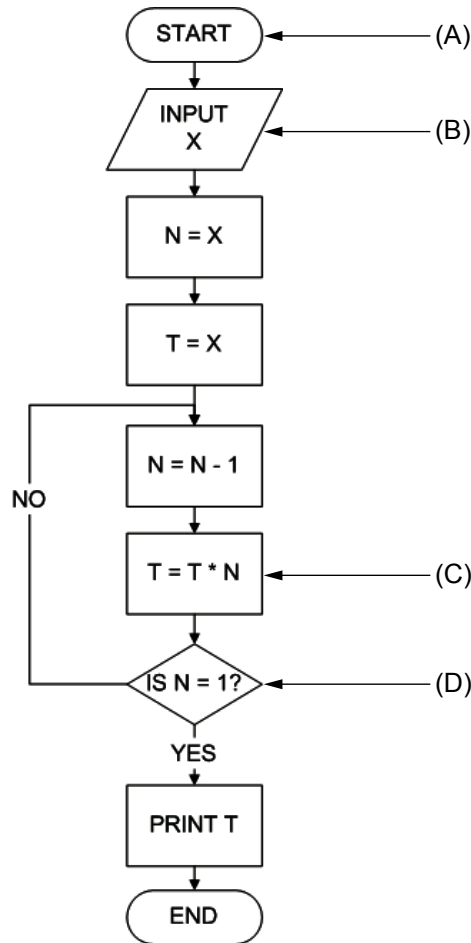 START
(A)
INPUT
X
(B)
N = X
T = X
N = N - 1
NO
T = T * N
(C)
IS N = 1?
(D)
YES
PRINT T
END